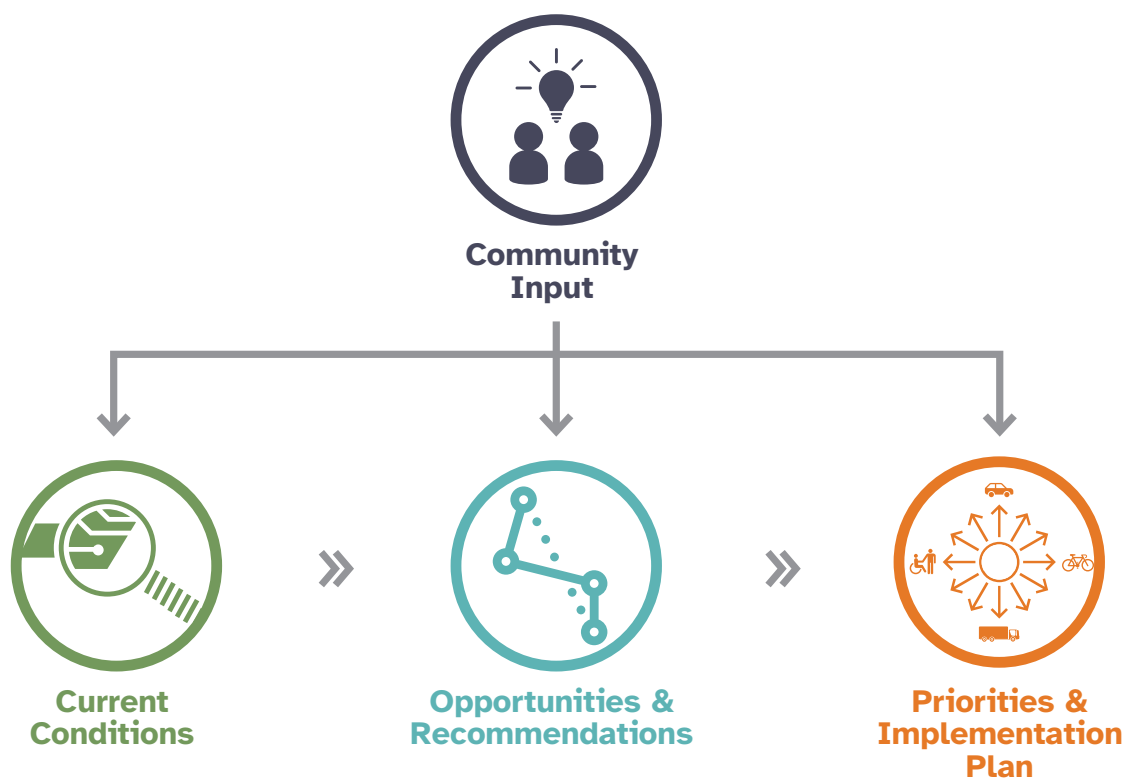 Community
Input
Current
Conditions
Opportunities &
Recommendations
Priorities &
Implementation
Plan